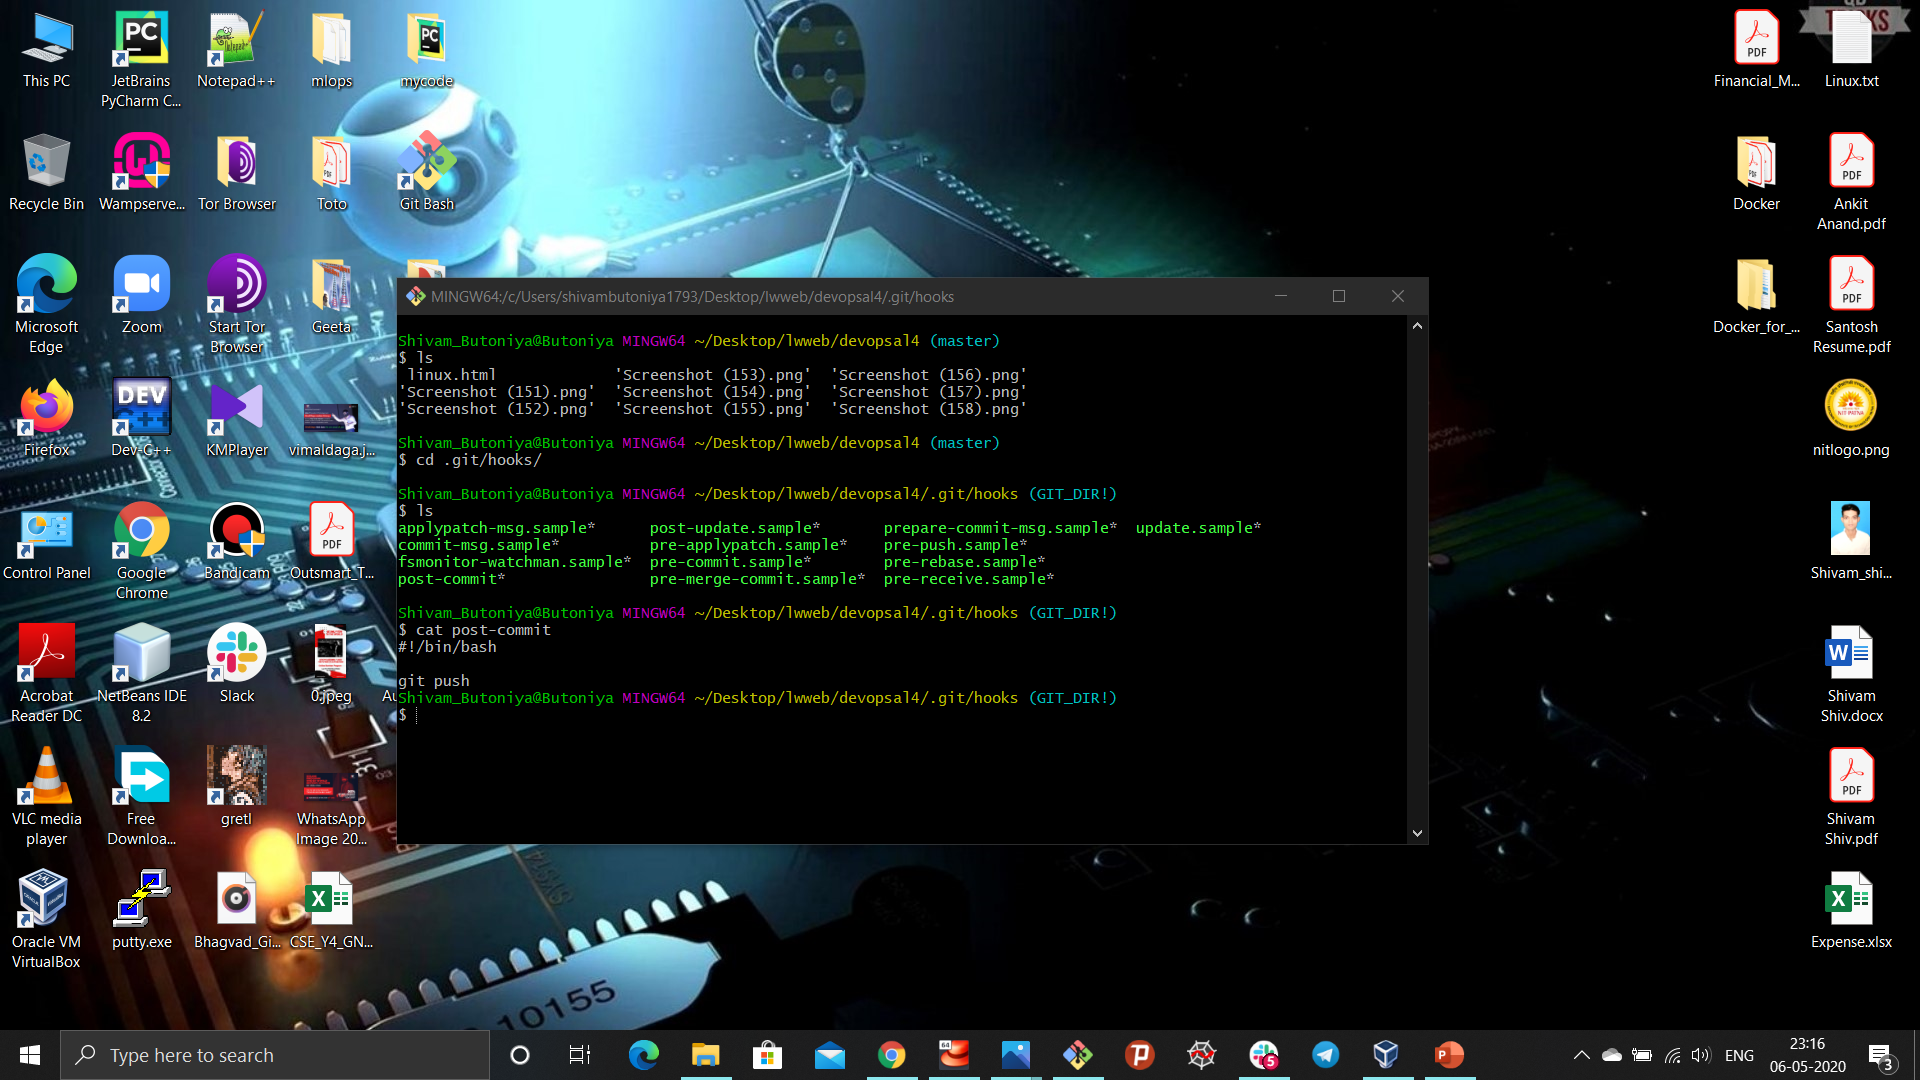 This PC
JetBrains
PyCharm C...
Notepad++
mlops
mycode
Recycle Bin
Wampserve...
Tor Browser
Toto
Git Bash
Microsoft
Edge
Zoom
Start Tor
Browser
Geeta
Firefox
Dev-C++
KMPlayer
vimaldaga.j...
Control Panel
Google
Chrome
Bandicam
Outsmart_T...
Acrobat
Reader DC
NetBeans IDE
8.2
Slack
0.jpeg
VLC media
player
Free
Downloa...
gretl
WhatsApp
Image 20...
Oracle VM
VirtualBox
putty.exe
Bhagvad_Gi...
CSE_Y4_GN...
MINGW64:/c/Users/shivambutoniya1793/Desktop/lwweb/devopsal4/.git/hooks
Shivam_Butoniya@Butoniya MINGW64 ~/Desktop/lwweb/devopsal4 (master)
$ ls
linux.html 'Screenshot (153).png' 'Screenshot (156).png'
'Screenshot (151).png' 'Screenshot (154).png' 'Screenshot (157).png'
'Screenshot (152).png' 'Screenshot (155).png' 'Screenshot (158).png'
Shivam_Butoniya@Butoniya MINGW64 ~/Desktop/lwweb/devopsal4 (master)
$ cd .git/hooks/
Shivam_Butoniya@Butoniya MINGW64 ~/Desktop/lwweb/devopsal4/.git/hooks (GIT_DIR!)
$ ls
applypatch-msg.sample* post-update.sample* prepare-commit-msg.sample* update.sample*
commit-msg.sample* pre-applypatch.sample* pre-push.sample*
fsmonitor-watchman.sample* pre-commit.sample* pre-rebase.sample*
post-commit* pre-merge-commit.sample* pre-receive.sample*
Shivam_Butoniya@Butoniya MINGW64 ~/Desktop/lwweb/devopsal4/.git/hooks (GIT_DIR!)
$ cat post-commit
#!/bin/bash
git push
Shivam_Butoniya@Butoniya MINGW64 ~/Desktop/lwweb/devopsal4/.git/hooks (GIT_DIR!)
$
Financial_M...
Linux.txt
Docker
Ankit
Anand.pdf
Docker_for_...
Santosh
Resume.pdf
nitlogo.png
Shivam_shi...
Shivam
Shiv.docx
Shivam
Shiv.pdf
Expense.xlsx
10155
Type here to search
ENG
23:16
06-05-2020
3